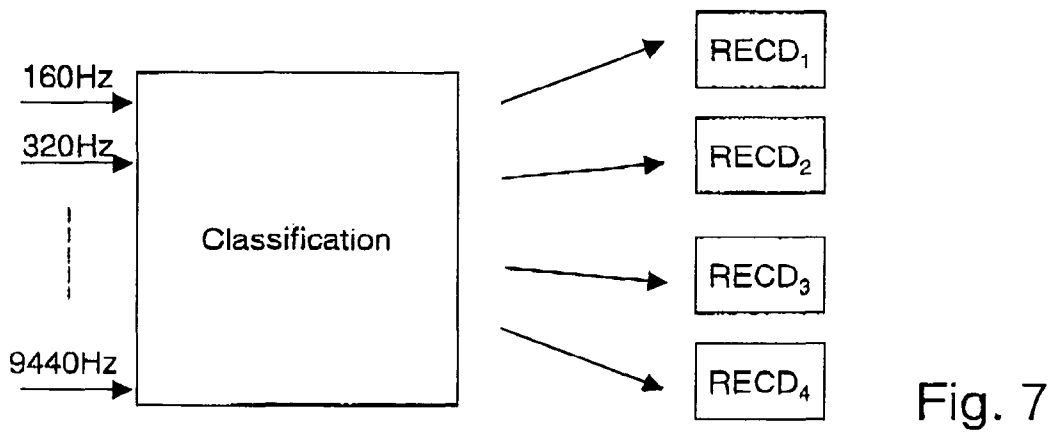 160Hz
320Hz
9440Hz
Classification
RECD₁
RECD₂
RECD₃
RECD₄
Fig. 7